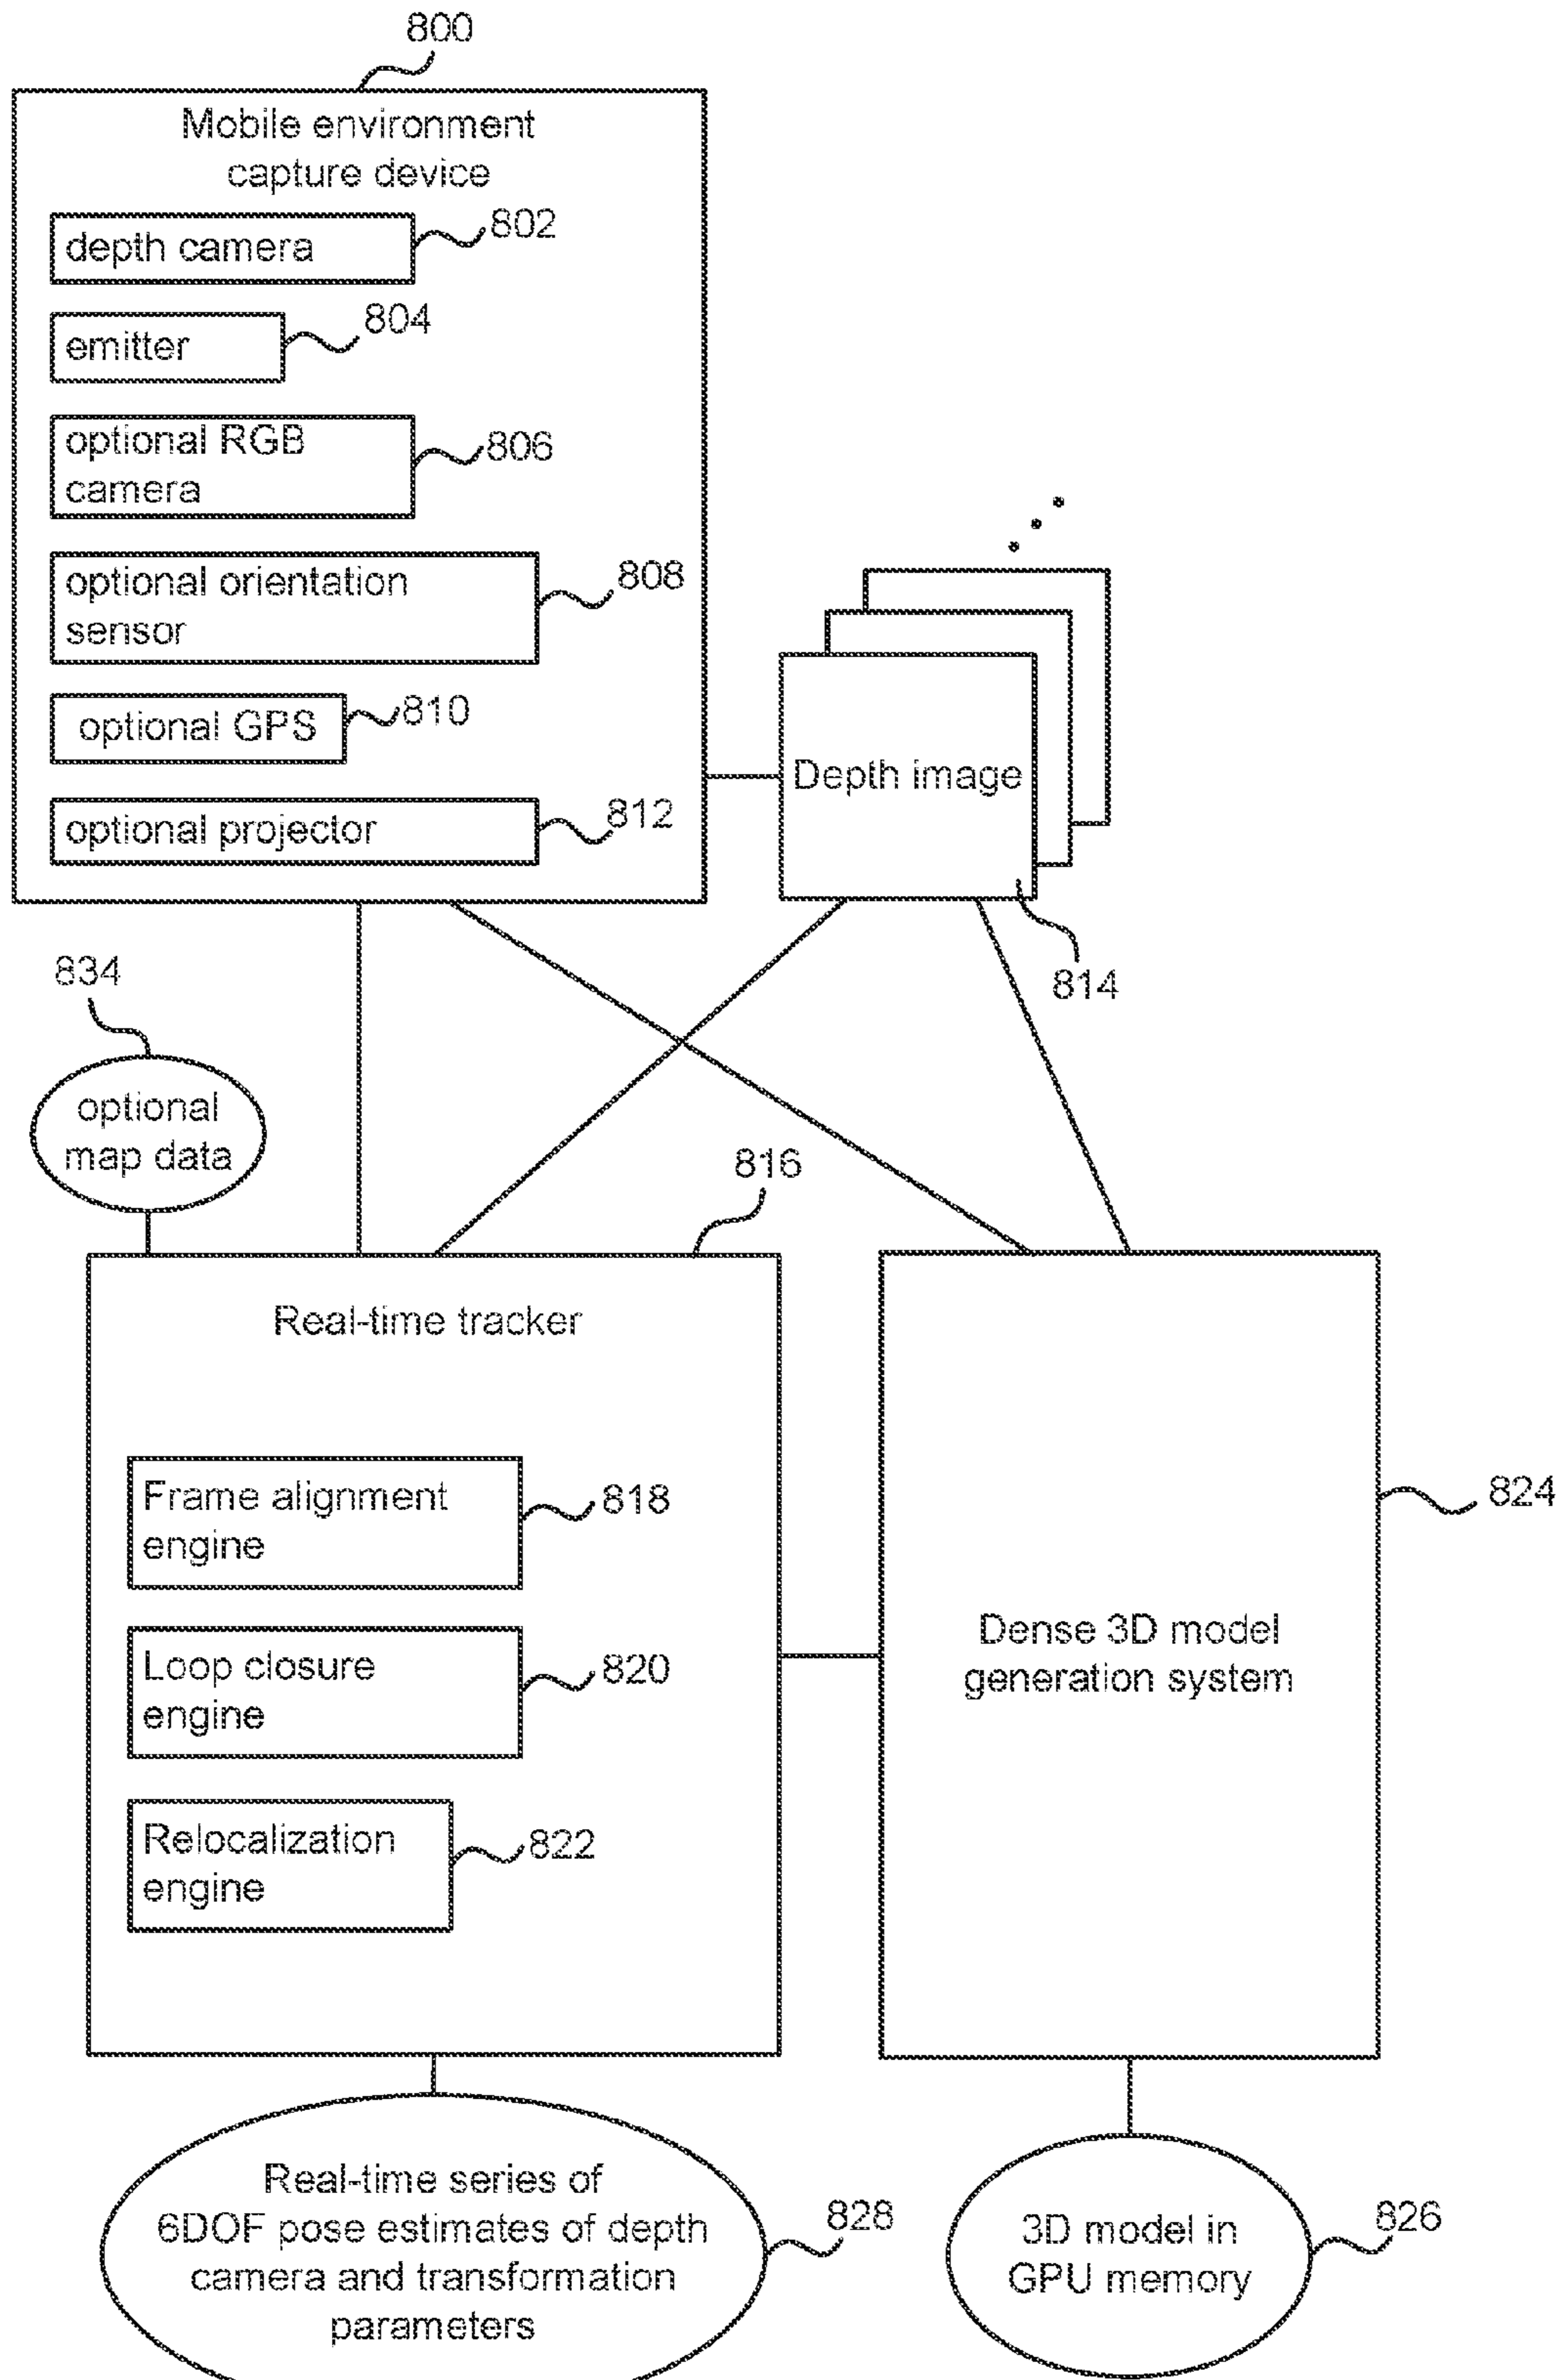 800
Mobile environment
capture device
depth camera
802
emitter
804
optional RGB
camera
806
optional orientation
sensor
808
optional GPS
810
optional projector
812
Depth image
814
834
optional
map data
816
Real-time tracker
Frame alignment
engine
818
Loop closure
engine
820
Relocalization
engine
822
Dense 3D model
generation system
824
Real-time series of
6DOF pose estimates of depth
camera and transformation
parameters
828
3D model in
GPU memory
826